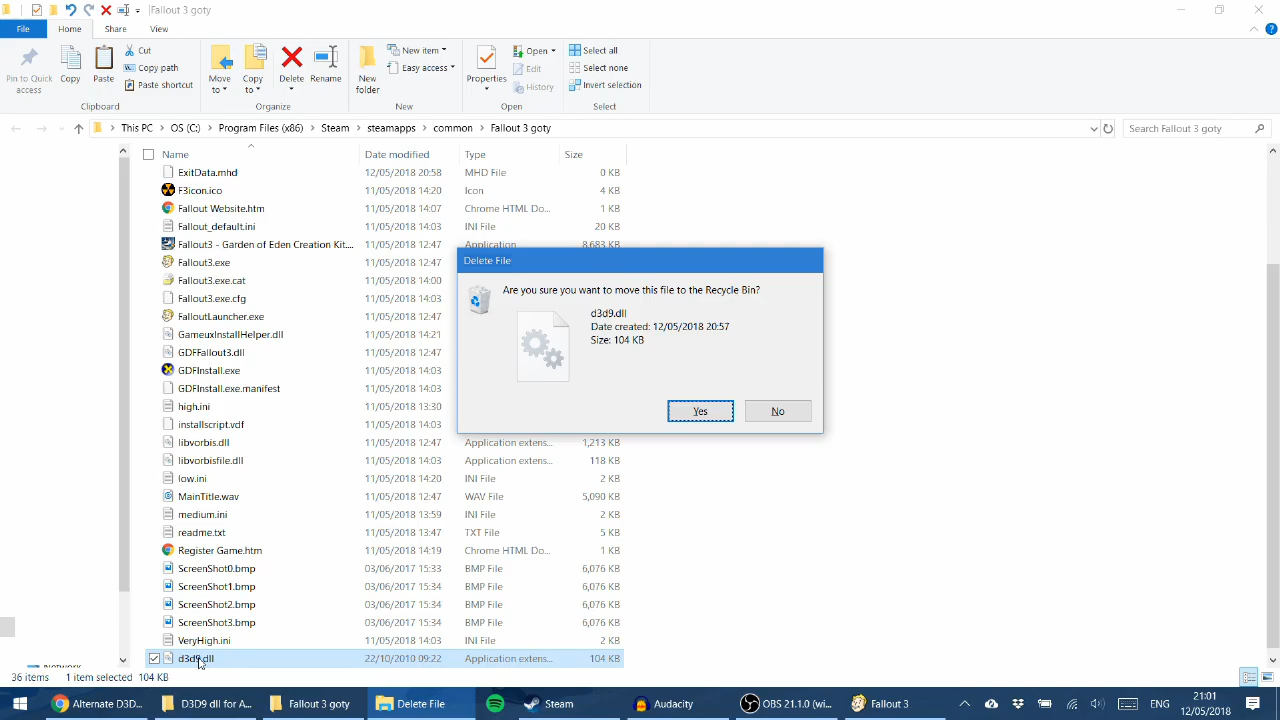 Fallout 3 goty
File Home Share View
Pin to Quick access
Copy
Paste
Cut
Copy path
Paste shortcut
Clipboard
Move to
Copy to
Delete
Rename
Organize
New folder
New item
Easy access
New
Properties
Open
Edit
History
Open
Select all
Select none
Invert selection
Select
This PC OS (C:) Program Files (x86) Steam steamapps common Fallout 3 goty
Search Fallout 3 goty
Name Date modified Type Size
ExitData.mhd 12/05/2018 20:58 MHD File 0 KB
F3icon.ico 11/05/2018 14:20 Icon 4 KB
Fallout Website.htm 11/05/2018 14:07 Chrome HTML Do... 1 KB
Fallout_default.ini 11/05/2018 14:03 INI File 20 KB
Fallout3 - Garden of Eden Creation Kit.... 11/05/2018 12:47 Application 8,683 KB
Fallout3.exe 11/05/2018 12:47
Fallout3.exe.cat 11/05/2018 14:00
Fallout3.exe.cfg 11/05/2018 14:03
FalloutLauncher.exe 11/05/2018 12:47
GameuxInstallHelper.dll 11/05/2018 14:21
GDFFallout3.dll 11/05/2018 14:03
GDFInstall.exe 11/05/2018 14:03
GDFInstall.exe.manifest 11/05/2018 14:03
high.ini 11/05/2018 13:30
installscript.vdf 11/05/2018 14:03
libvorbis.dll 11/05/2018 14:03 Application extens... 1,213 KB
libvorbisfile.dll 11/05/2018 14:03 Application extens... 118 KB
low.ini 11/05/2018 14:20 INI File 2 KB
MainTitle.wav 11/05/2018 12:47 WAV File 5,090 KB
medium.ini 11/05/2018 13:59 INI File 2 KB
readme.txt 11/05/2018 13:47 TXT File 5 KB
Register Game.htm 11/05/2018 14:19 Chrome HTML Do... 1 KB
ScreenShot0.bmp 03/06/2017 15:33 BMP File 6,076 KB
ScreenShot1.bmp 03/06/2017 15:34 BMP File 6,076 KB
ScreenShot2.bmp 03/06/2017 15:34 BMP File 6,076 KB
ScreenShot3.bmp 03/06/2017 15:34 BMP File 6,076 KB
VeryHigh.ini 11/05/2018 14:03 INI File 2 KB
d3d9.dll 22/10/2010 09:22 Application extens... 104 KB
Delete File
Are you sure you want to move this file to the Recycle Bin?
d3d9.dll
Date created: 12/05/2018 20:57
Size: 104 KB
Yes No
Network
36 items 1 item selected 104 KB
Alternate D3D... D3D9 dll for A... Fallout 3 goty Delete File Steam Audacity OBS 21.1.0 (wi... Fallout 3
ENG
21:01
12/05/2018